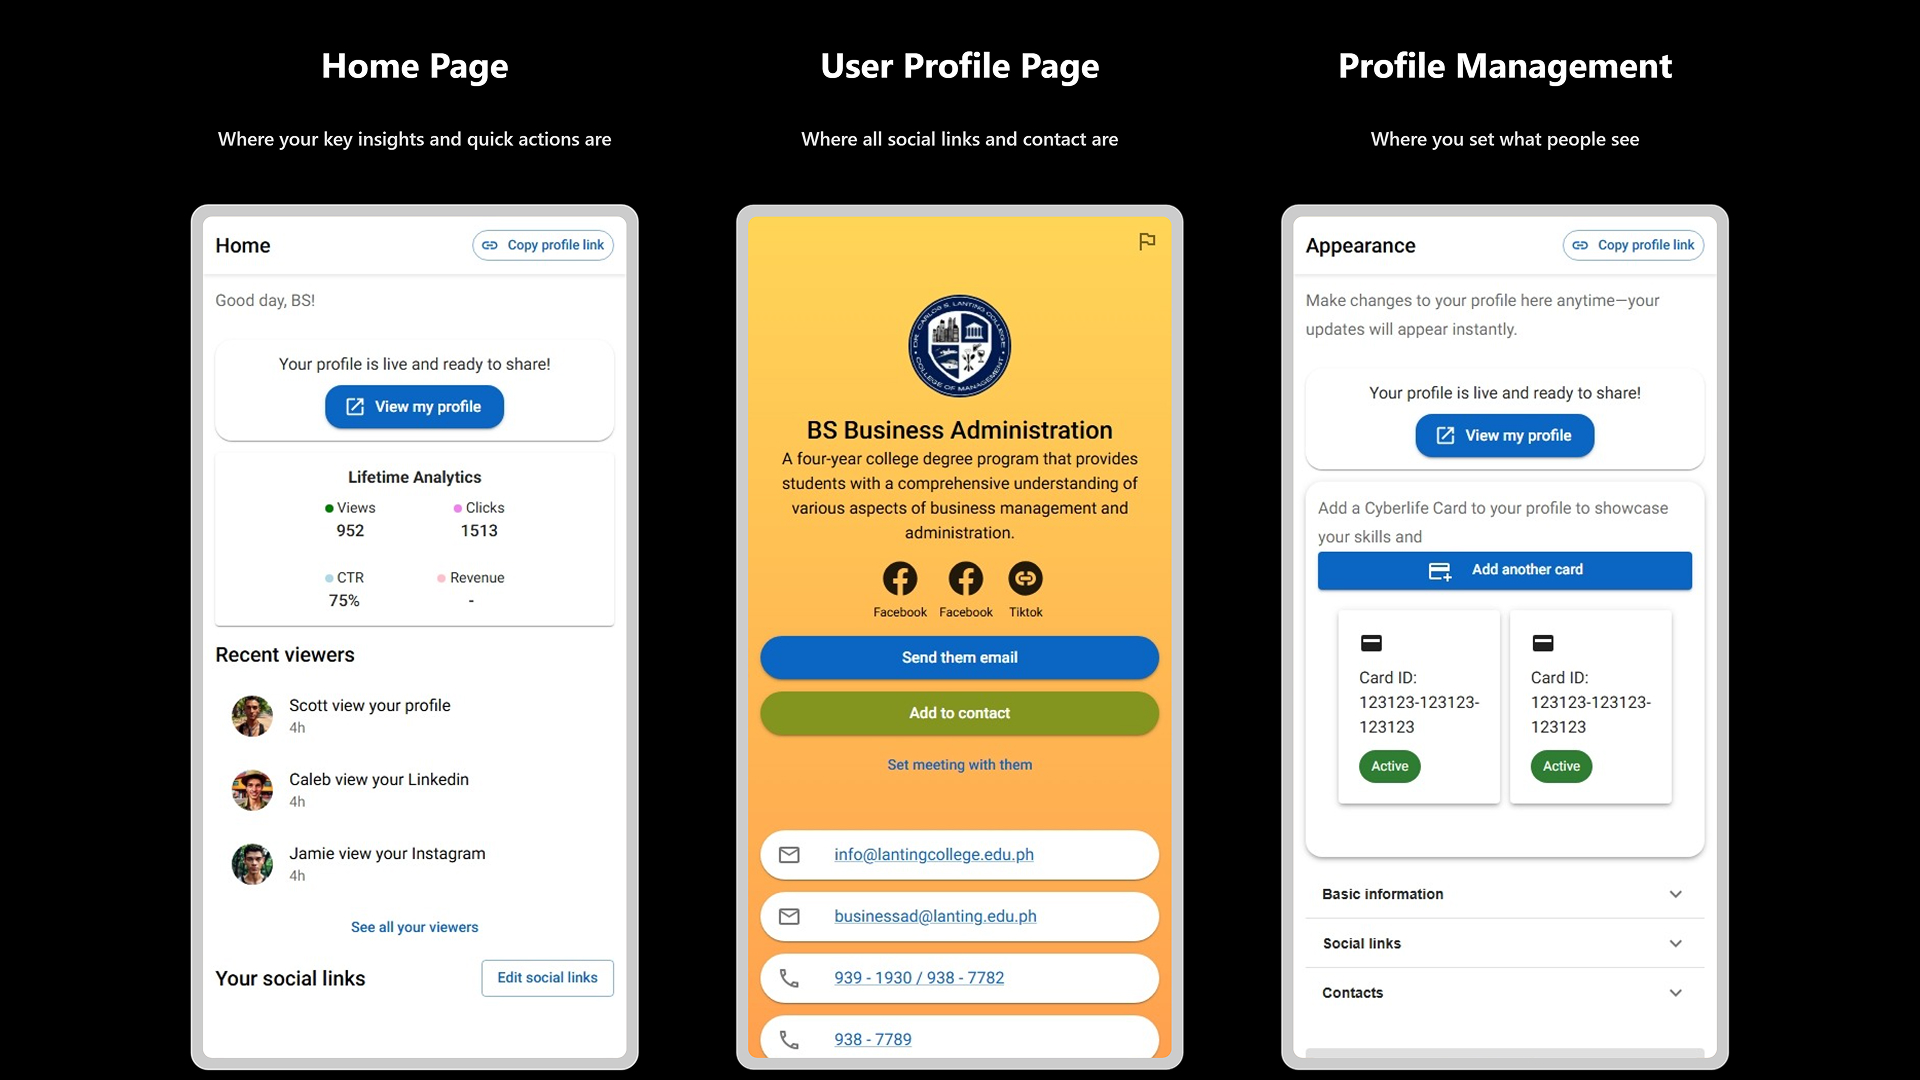 Home Page
Where your key insights and quick actions are
Home
Copy profile link
Good day, BS!
Your profile is live and ready to share!
View my profile
Lifetime Analytics
Views
Clicks
952
1513
CTR
Revenue
75%
-
Recent viewers
Scott view your profile
4h
Caleb view your Linkedin
4h
Jamie view your Instagram
4h
See all your viewers
Your social links
Edit social links
User Profile Page
Where all social links and contact are
DR. CARLOS S. LANTING COLLEGE
COLLEGE OF MANAGEMENT
BS Business Administration
A four-year college degree program that provides
students with a comprehensive understanding of
various aspects of business management and
administration.
Facebook
Facebook
Tiktok
Send them email
Add to contact
Set meeting with them
info@lantingcollege.edu.ph
businessad@lanting.edu.ph
939 - 1930 / 938 - 7782
938 - 7789
Profile Management
Where you set what people see
Appearance
Copy profile link
Make changes to your profile here anytime—your
updates will appear instantly.
Your profile is live and ready to share!
View my profile
Add a Cyberlife Card to your profile to showcase
your skills and
Add another card
Card ID:
123123-123123-
123123
Active
Card ID:
123123-123123-
123123
Active
Basic information
Social links
Contacts